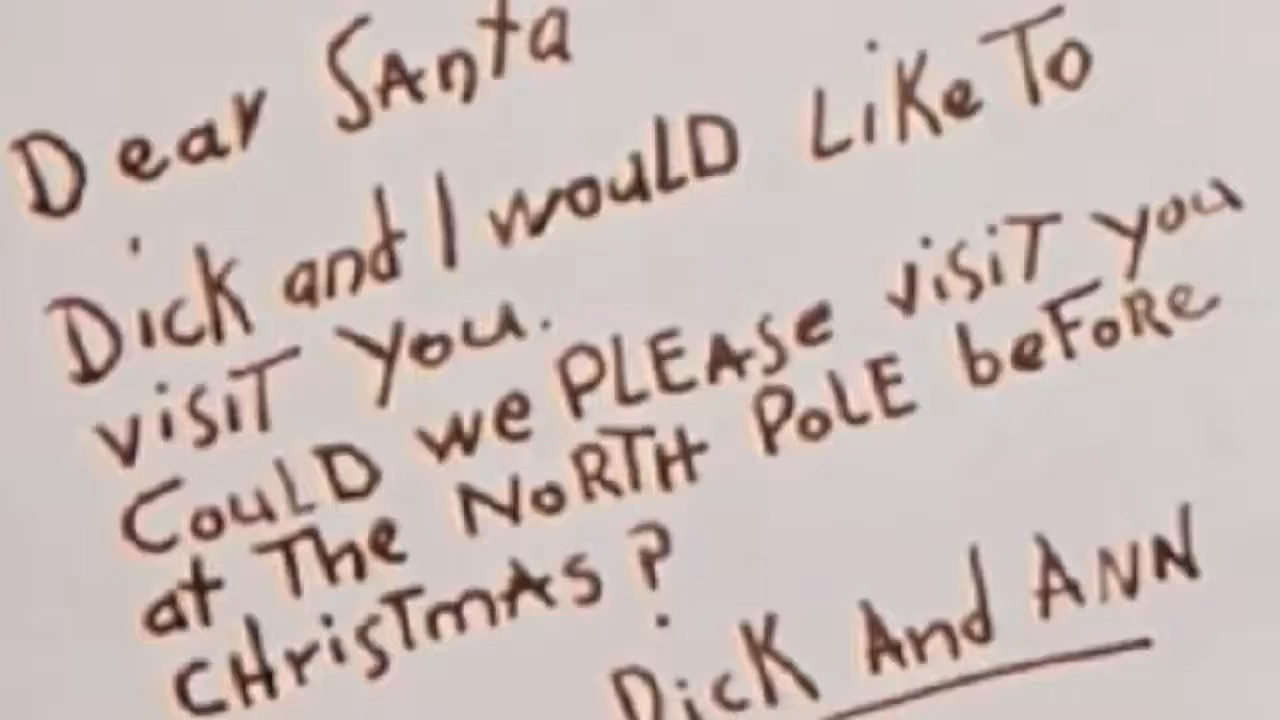 Dear SAnta
Dick and I wouLD LiKe To
visiT You.
CouLD we PLEASe visiT you
at The NoRTH PoLE beFoRe
CHrisTmAs?
DicK And ANN